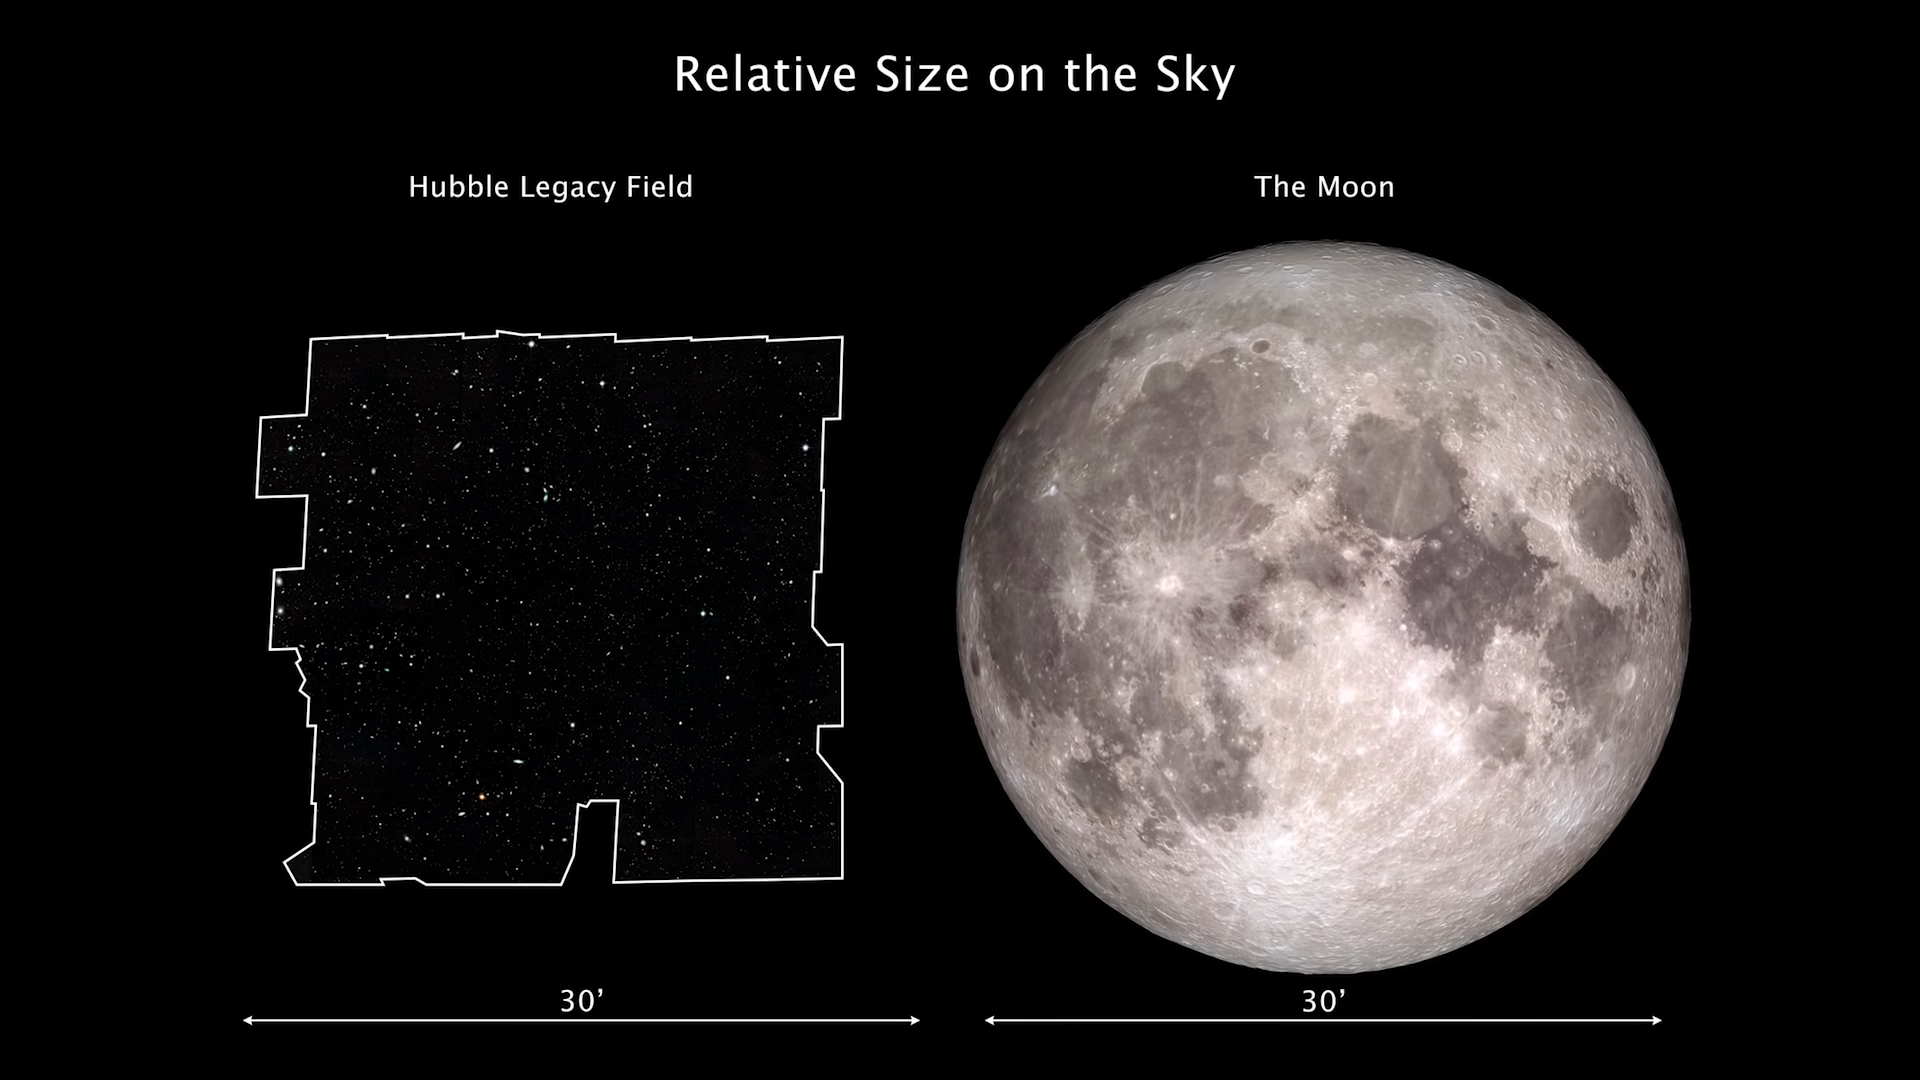 Relative Size on the Sky
Hubble Legacy Field
The Moon
30’
30’